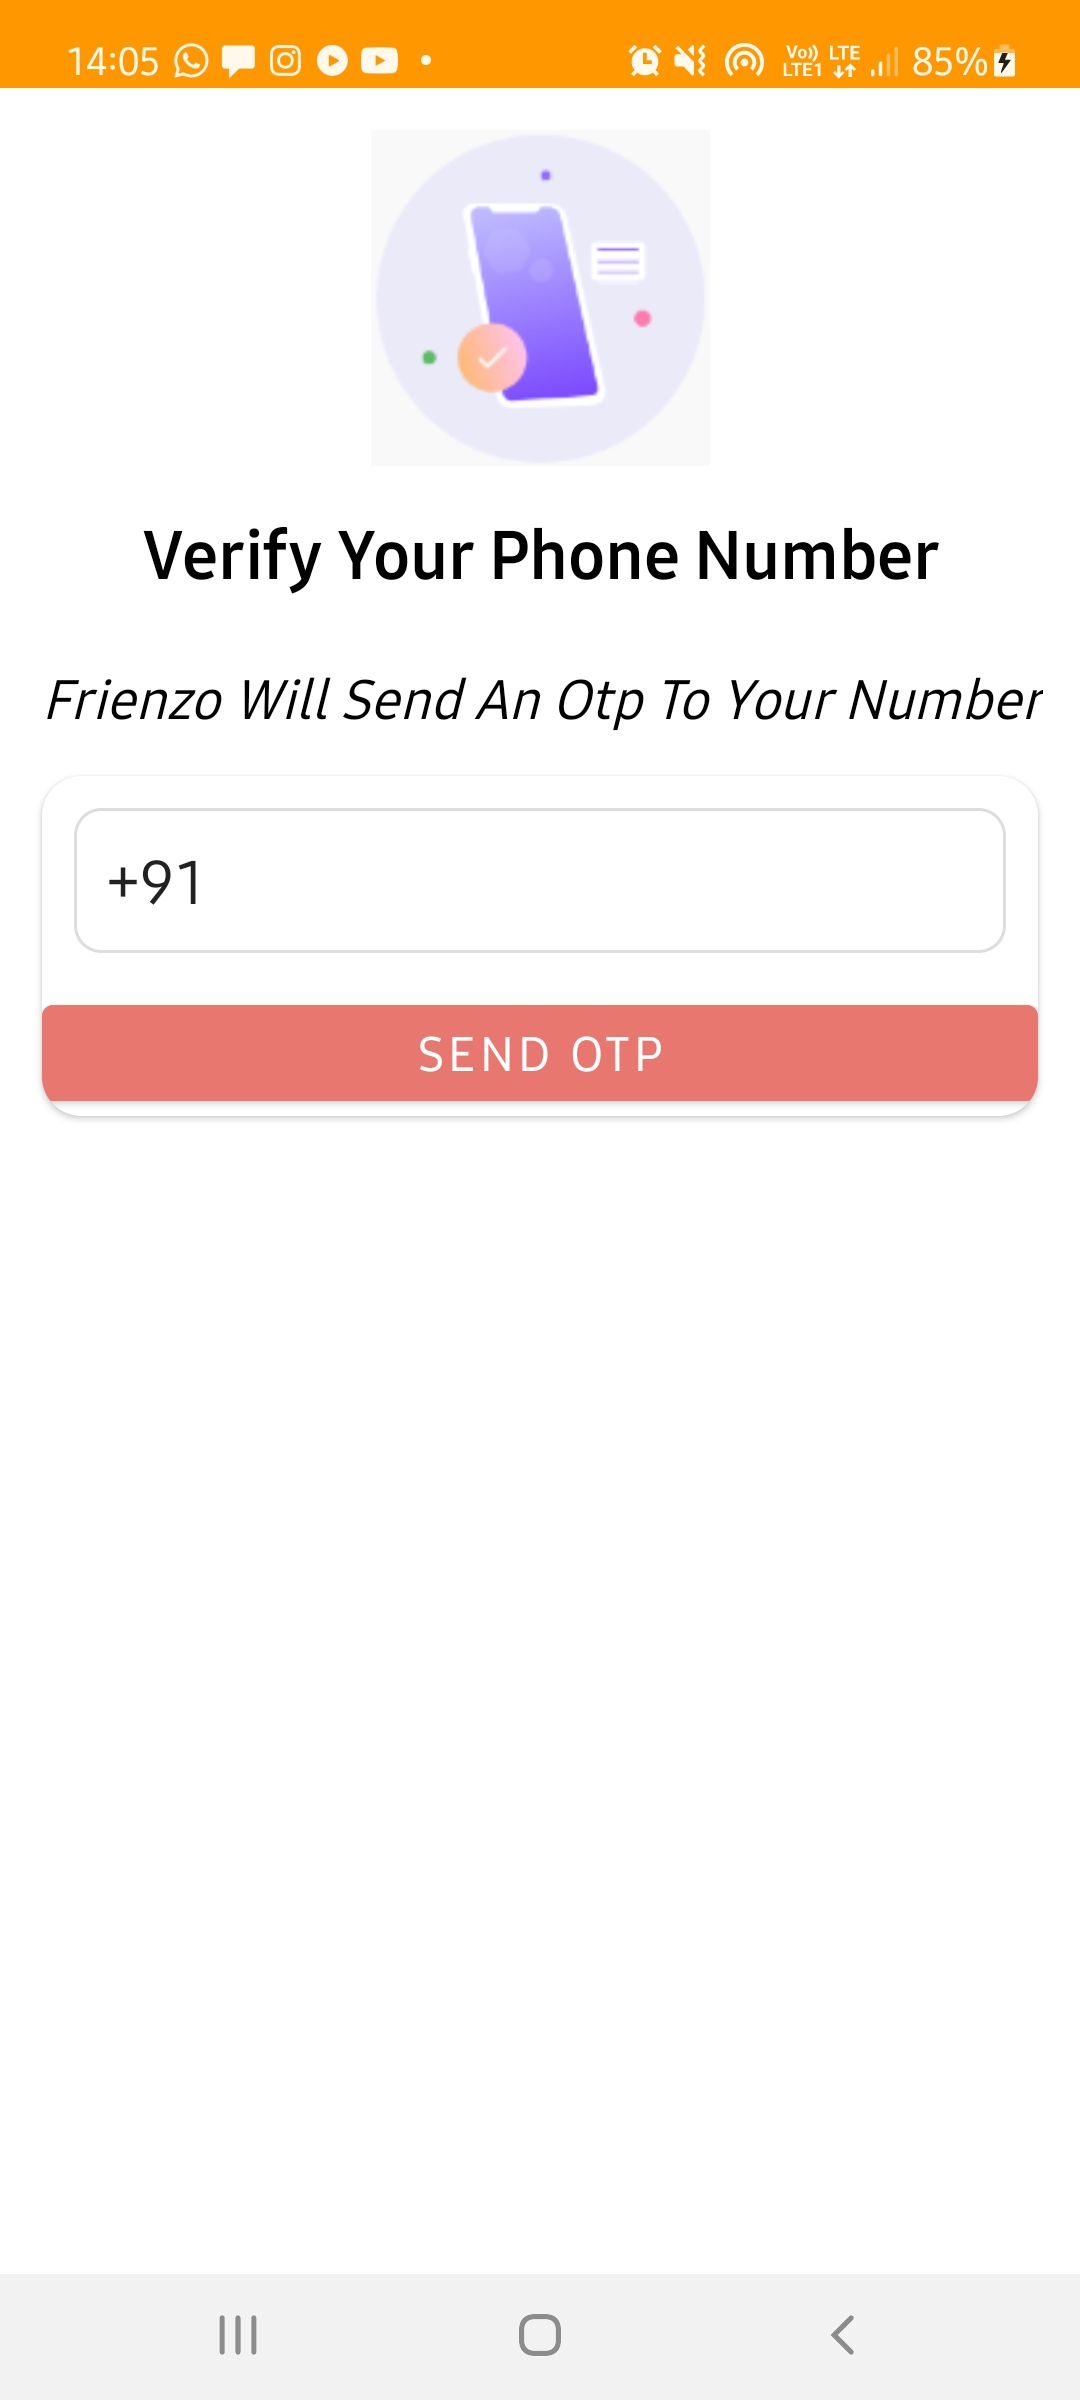 14:05 Vo)) LTE 85%
LTE1
Verify Your Phone Number
Frienzo Will Send An Otp To Your Number
+91
SEND OTP